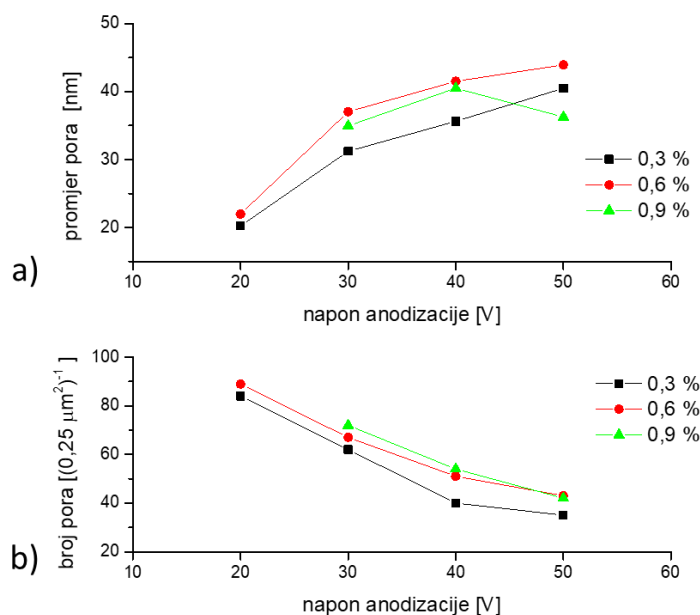 50
40
30
20
promjer pora [nm]
0,3 %
0,6 %
0,9 %
a)
10 20 30 40 50 60
napon anodizacije [V]
100
80
60
40
20
broj pora [(0,25 μm²)⁻¹ ]
0,3 %
0,6 %
0,9 %
b)
10 20 30 40 50 60
napon anodizacije [V]